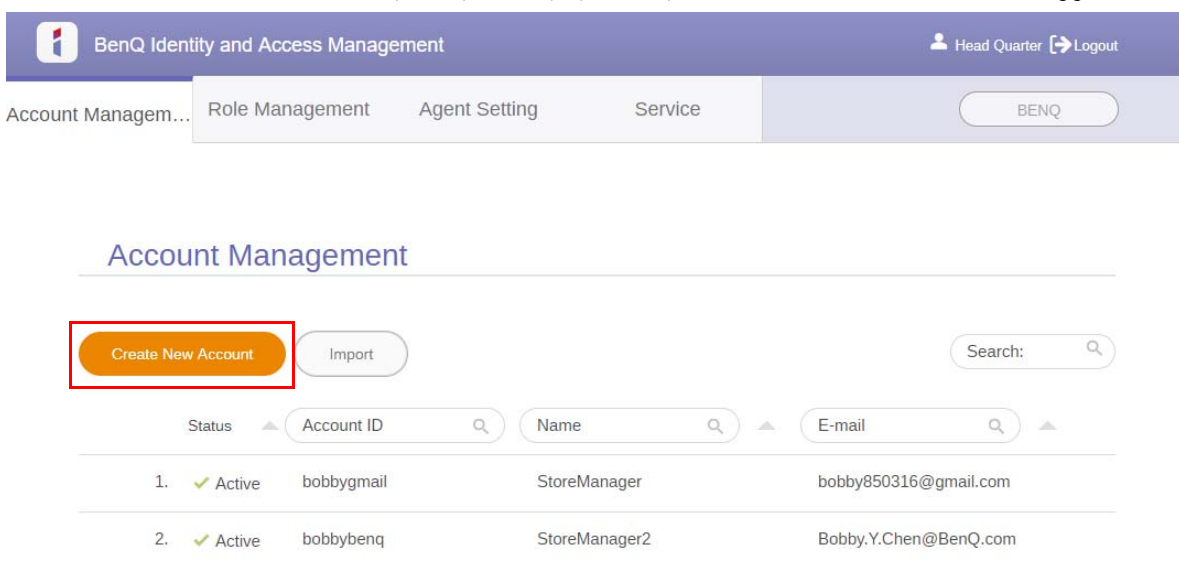 BenQ Identity and Access Management
Head Quarter Logout
Account Managem… Role Management Agent Setting Service BENQ
Account Management
Create New Account Import Search:
Status Account ID Name E-mail
1. Active bobbygmail StoreManager bobby850316@gmail.com
2. Active bobbybenq StoreManager2 Bobby.Y.Chen@BenQ.com